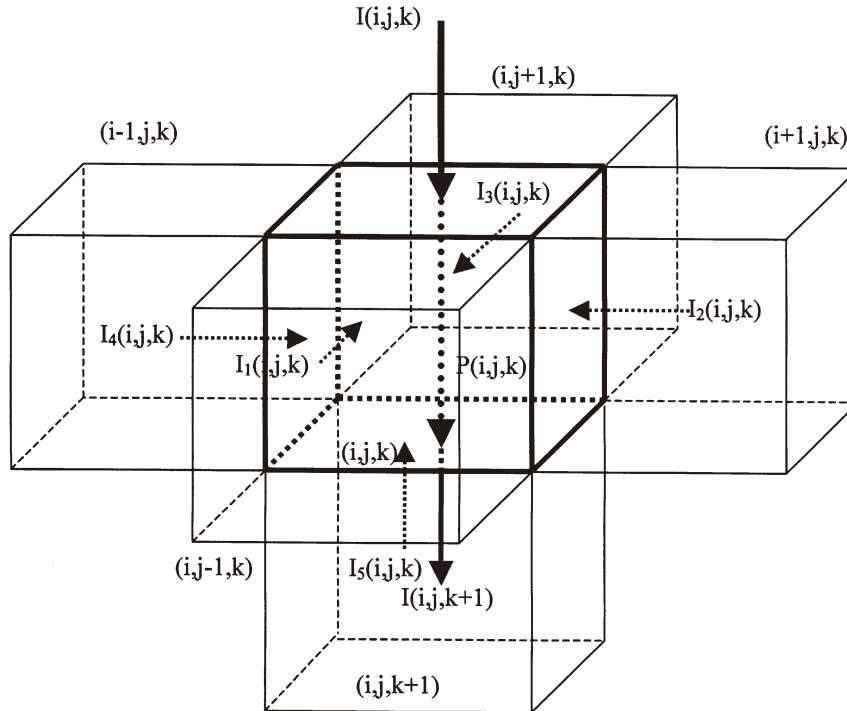 I(i,j,k)
(i,j+1,k)
(i-1,j,k)
(i+1,j,k)
I₃(i,j,k)
I₂(i,j,k)
I₄(i,j,k)
I₁(i,j,k)
P(i,j,k)
(i,j,k)
(i,j-1,k)
I₅(i,j,k)
I(i,j,k+1)
(i,j,k+1)